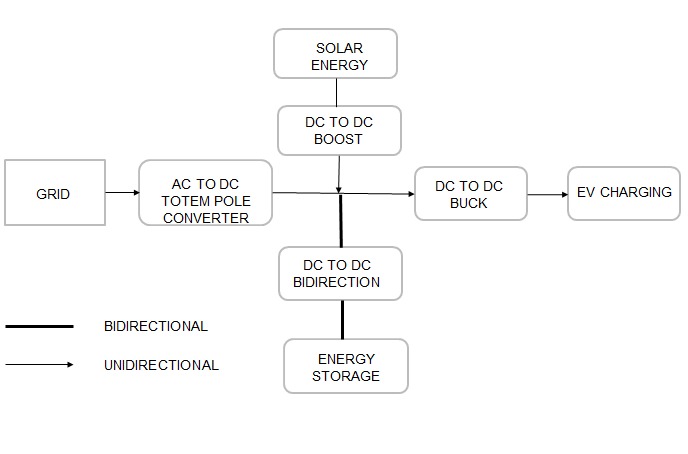 SOLAR
ENERGY
DC TO DC
BOOST
GRID
AC TO DC
TOTEM POLE
CONVERTER
DC TO DC
BUCK
EV CHARGING
DC TO DC
BIDIRECTION
ENERGY
STORAGE
BIDIRECTIONAL
UNIDIRECTIONAL